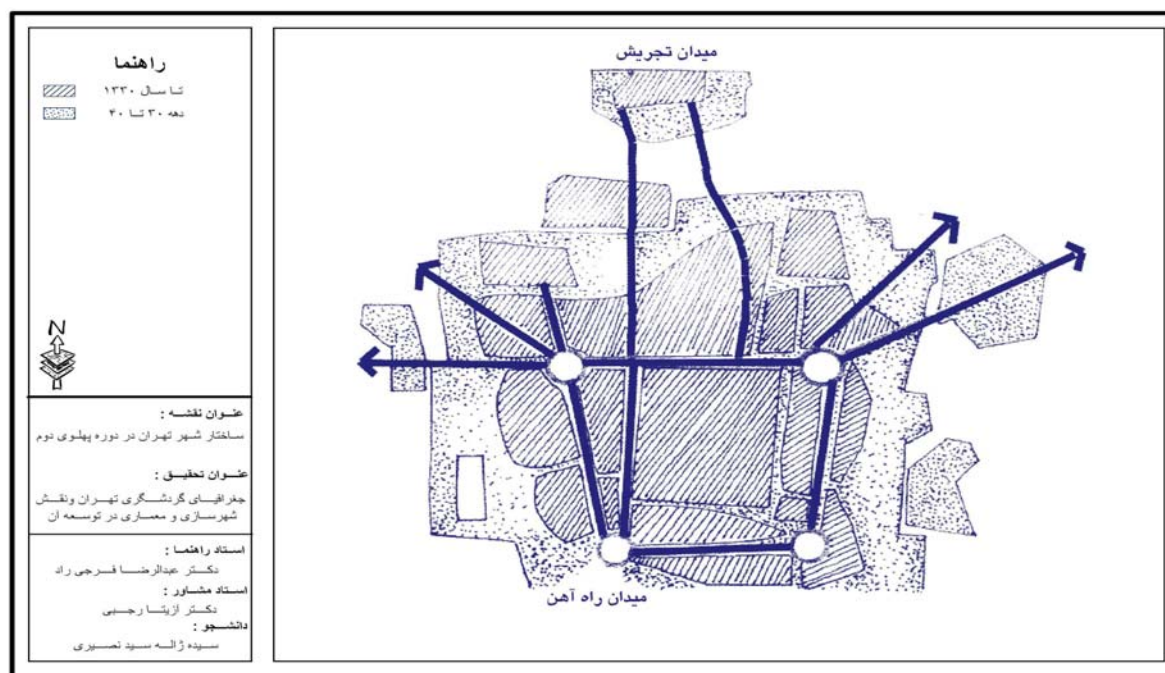 راهنما
تا سال ۱۳۳۰
دهه ۳۰ تا ۴۰
N
عنوان نقشه :
ساختار شهر تهران در دوره پهلوی دوم
عنوان تحقیق :
جغرافیای گردشگری تهران ونقش
شهرسازی و معماری در توسعه ان
استاد راهنما :
دکتر عبدالرضا فرجی راد
استاد مشاور :
دکتر ازیتا رجبی
دانشجو :
سیده ژاله سید نصیری
میدان تجریش
میدان راه آهن